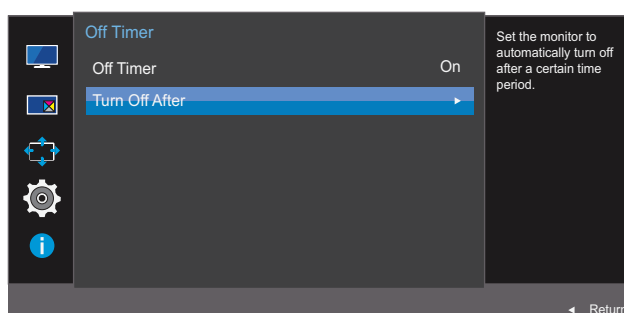 Off Timer
Off Timer On
Turn Off After
Set the monitor to
automatically turn off
after a certain time
period.
Return